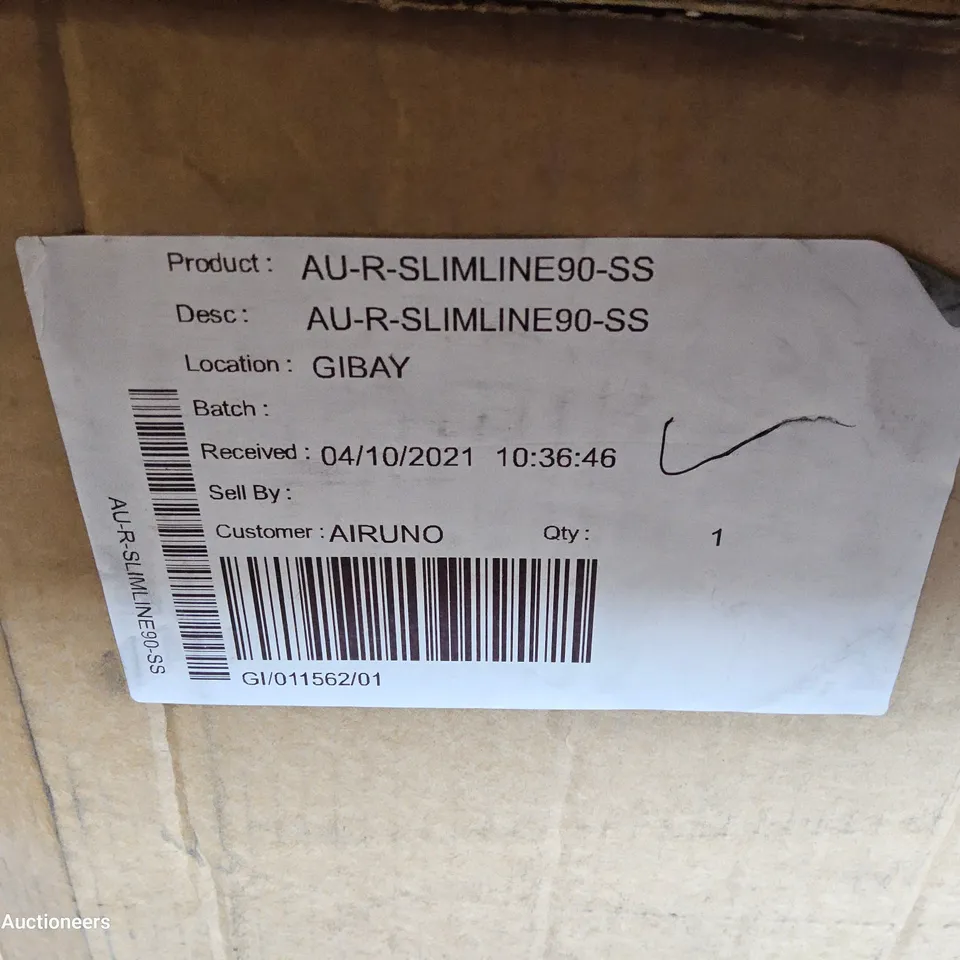 Product : AU-R-SLIMLINE90-SS
Desc : AU-R-SLIMLINE90-SS
Location : GIBAY
Batch :
Received : 04/10/2021 10:36:46
Sell By :
Customer : AIRUNO Qty : 1
AU-R-SLIMLINE90-SS
GI/011562/01
Auctioneers